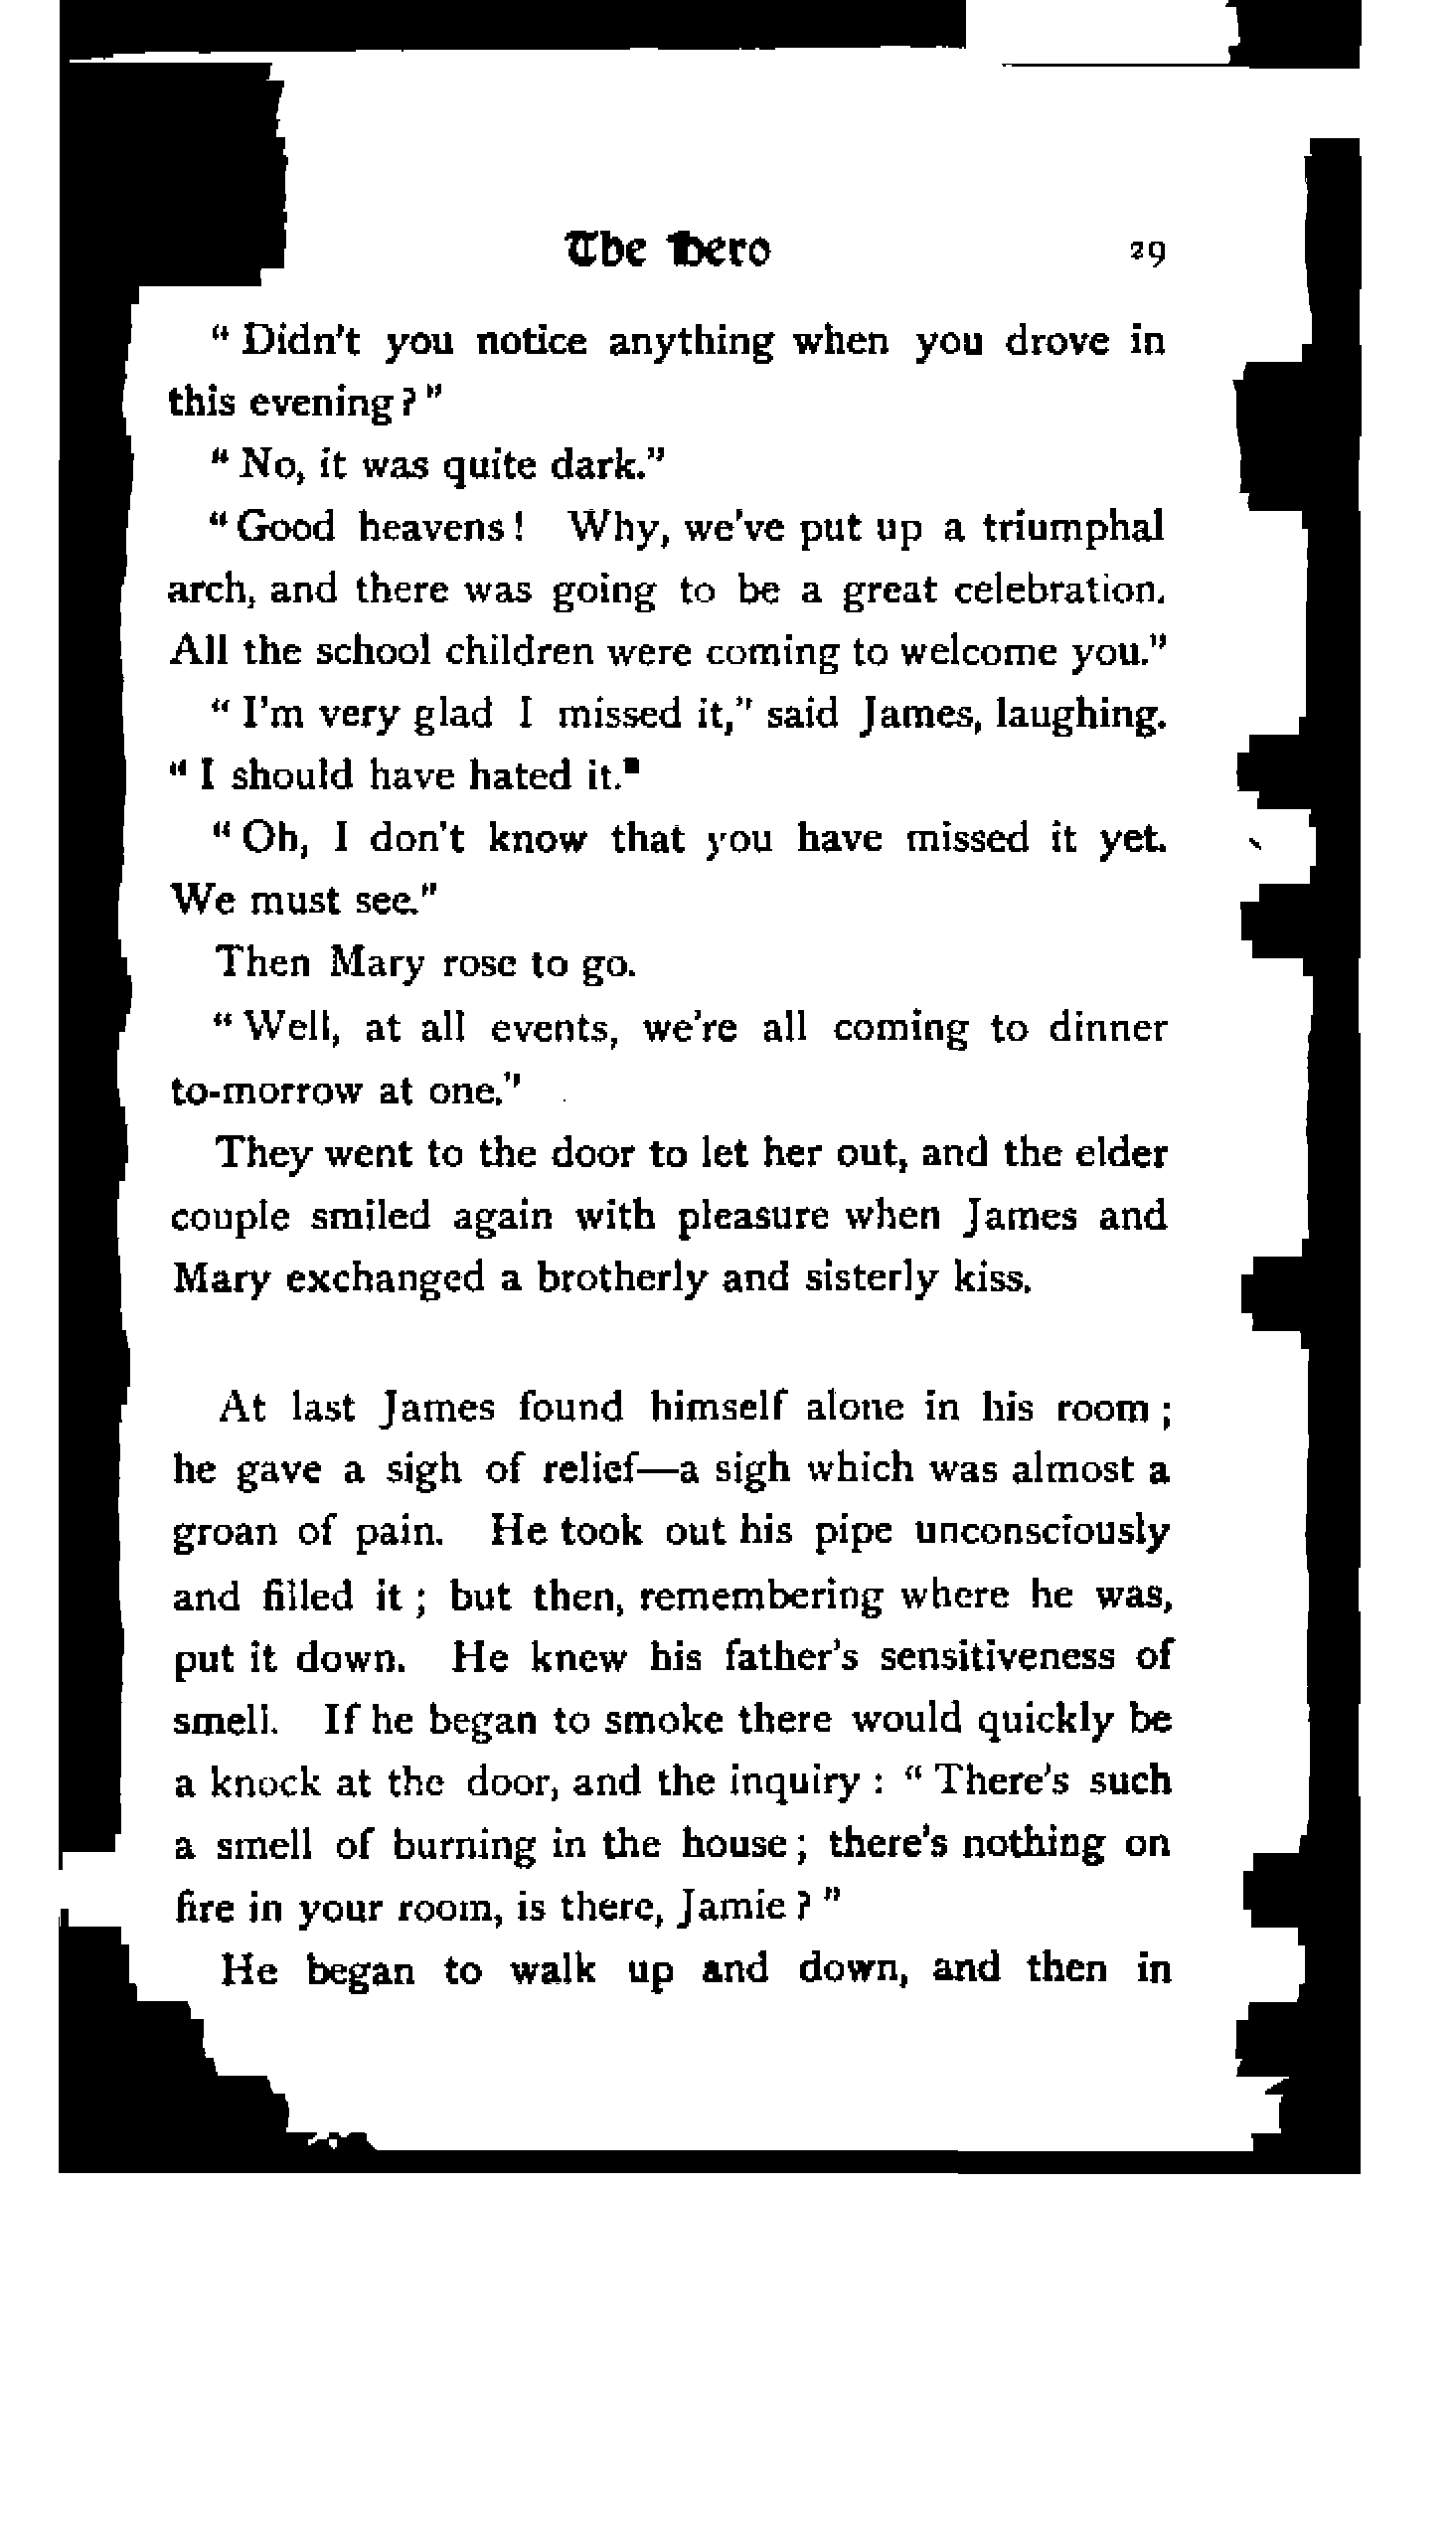 The Hero 29
“ Didn't you notice anything when you drove in
this evening ? ”
“ No, it was quite dark.”
“ Good heavens ! Why, we've put up a triumphal
arch, and there was going to be a great celebration.
All the school children were coming to welcome you.”
“ I'm very glad I missed it,” said James, laughing.
“ I should have hated it.”
“ Oh, I don't know that you have missed it yet.
We must see.”
Then Mary rose to go.
“ Well, at all events, we're all coming to dinner
to-morrow at one.”
They went to the door to let her out, and the elder
couple smiled again with pleasure when James and
Mary exchanged a brotherly and sisterly kiss.
At last James found himself alone in his room ;
he gave a sigh of relief—a sigh which was almost a
groan of pain. He took out his pipe unconsciously
and filled it ; but then, remembering where he was,
put it down. He knew his father's sensitiveness of
smell. If he began to smoke there would quickly be
a knock at the door, and the inquiry : “ There's such
a smell of burning in the house ; there's nothing on
fire in your room, is there, Jamie ? ”
He began to walk up and down, and then in